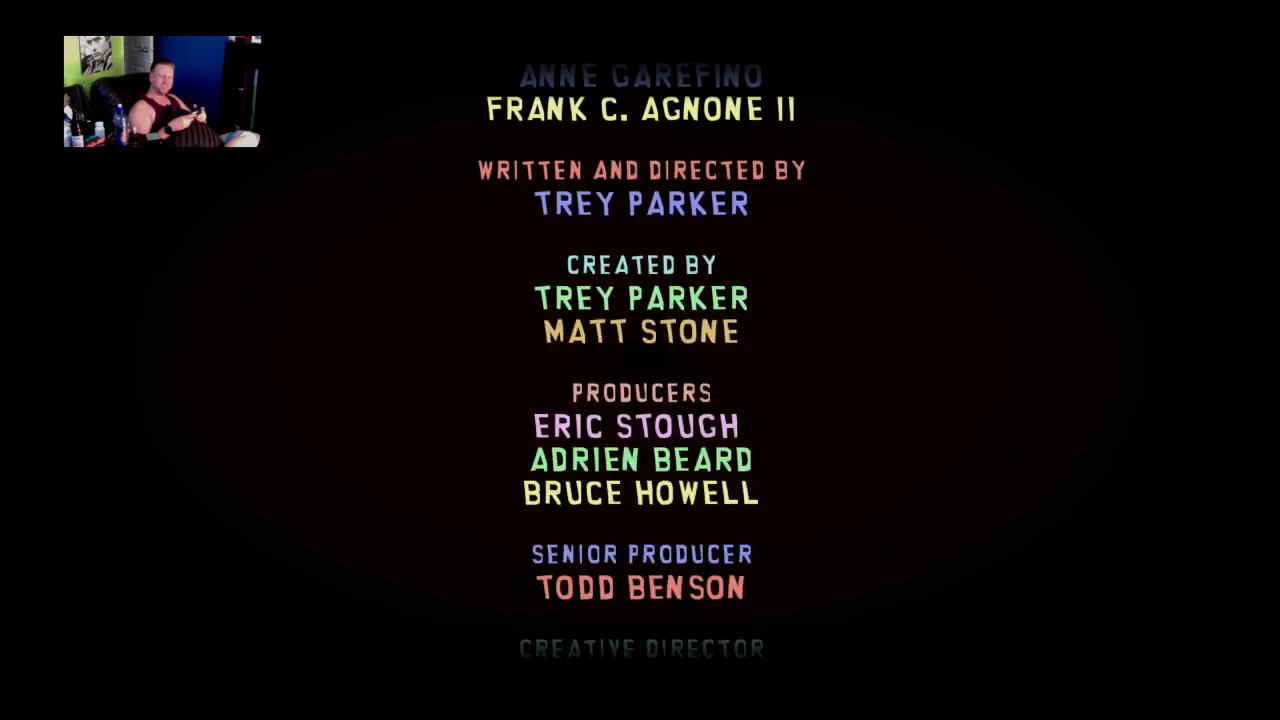 ANNE GAREFINO
FRANK C. AGNONE II
WRITTEN AND DIRECTED BY
TREY PARKER
CREATED BY
TREY PARKER
MATT STONE
PRODUCERS
ERIC STOUGH
ADRIEN BEARD
BRUCE HOWELL
SENIOR PRODUCER
TODD BENSON
CREATIVE DIRECTOR